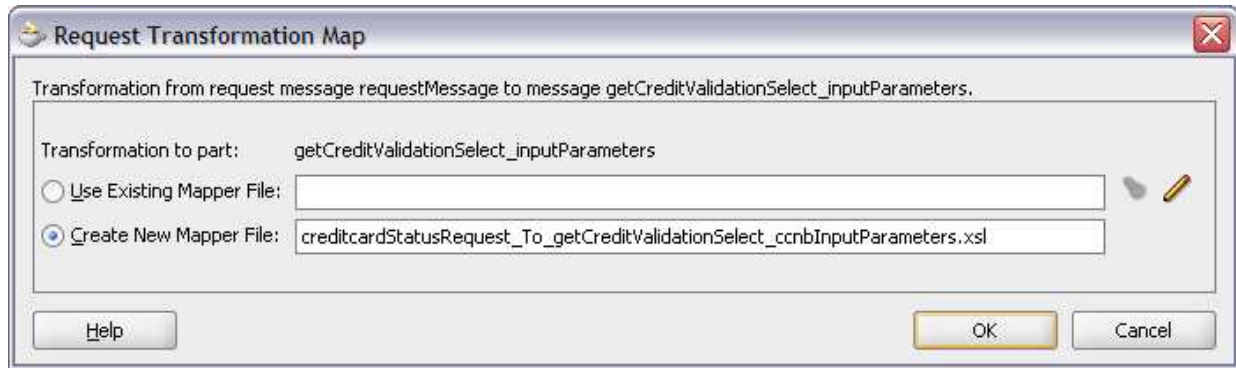 Request Transformation Map
Transformation from request message requestMessage to message getCreditValidationSelect_inputParameters.
Transformation to part: getCreditValidationSelect_inputParameters
Use Existing Mapper File:
Create New Mapper File: creditcardStatusRequest_To_getCreditValidationSelect_ccnbInputParameters.xsl
Help OK Cancel